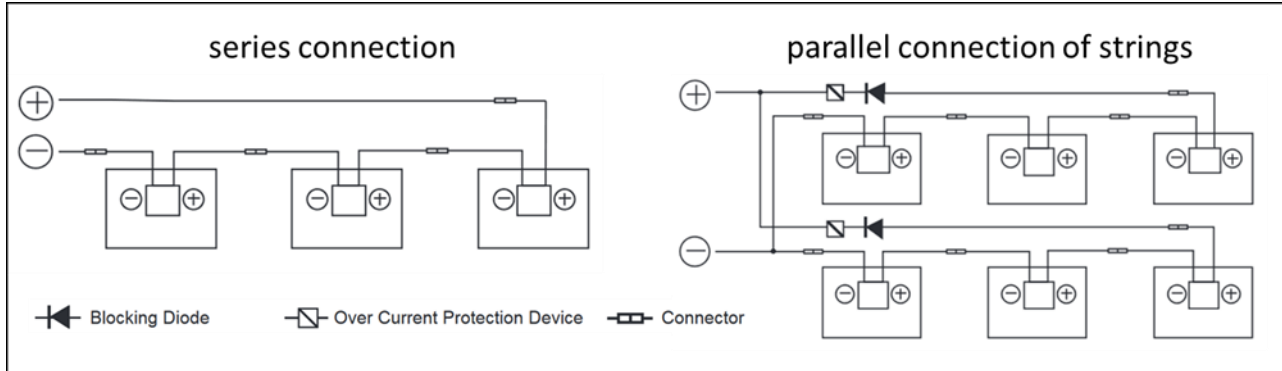 series connection
parallel connection of strings
+
−
− + − + − +
+
− + − + − +
−
− + − + − +
Blocking Diode
Over Current Protection Device
Connector